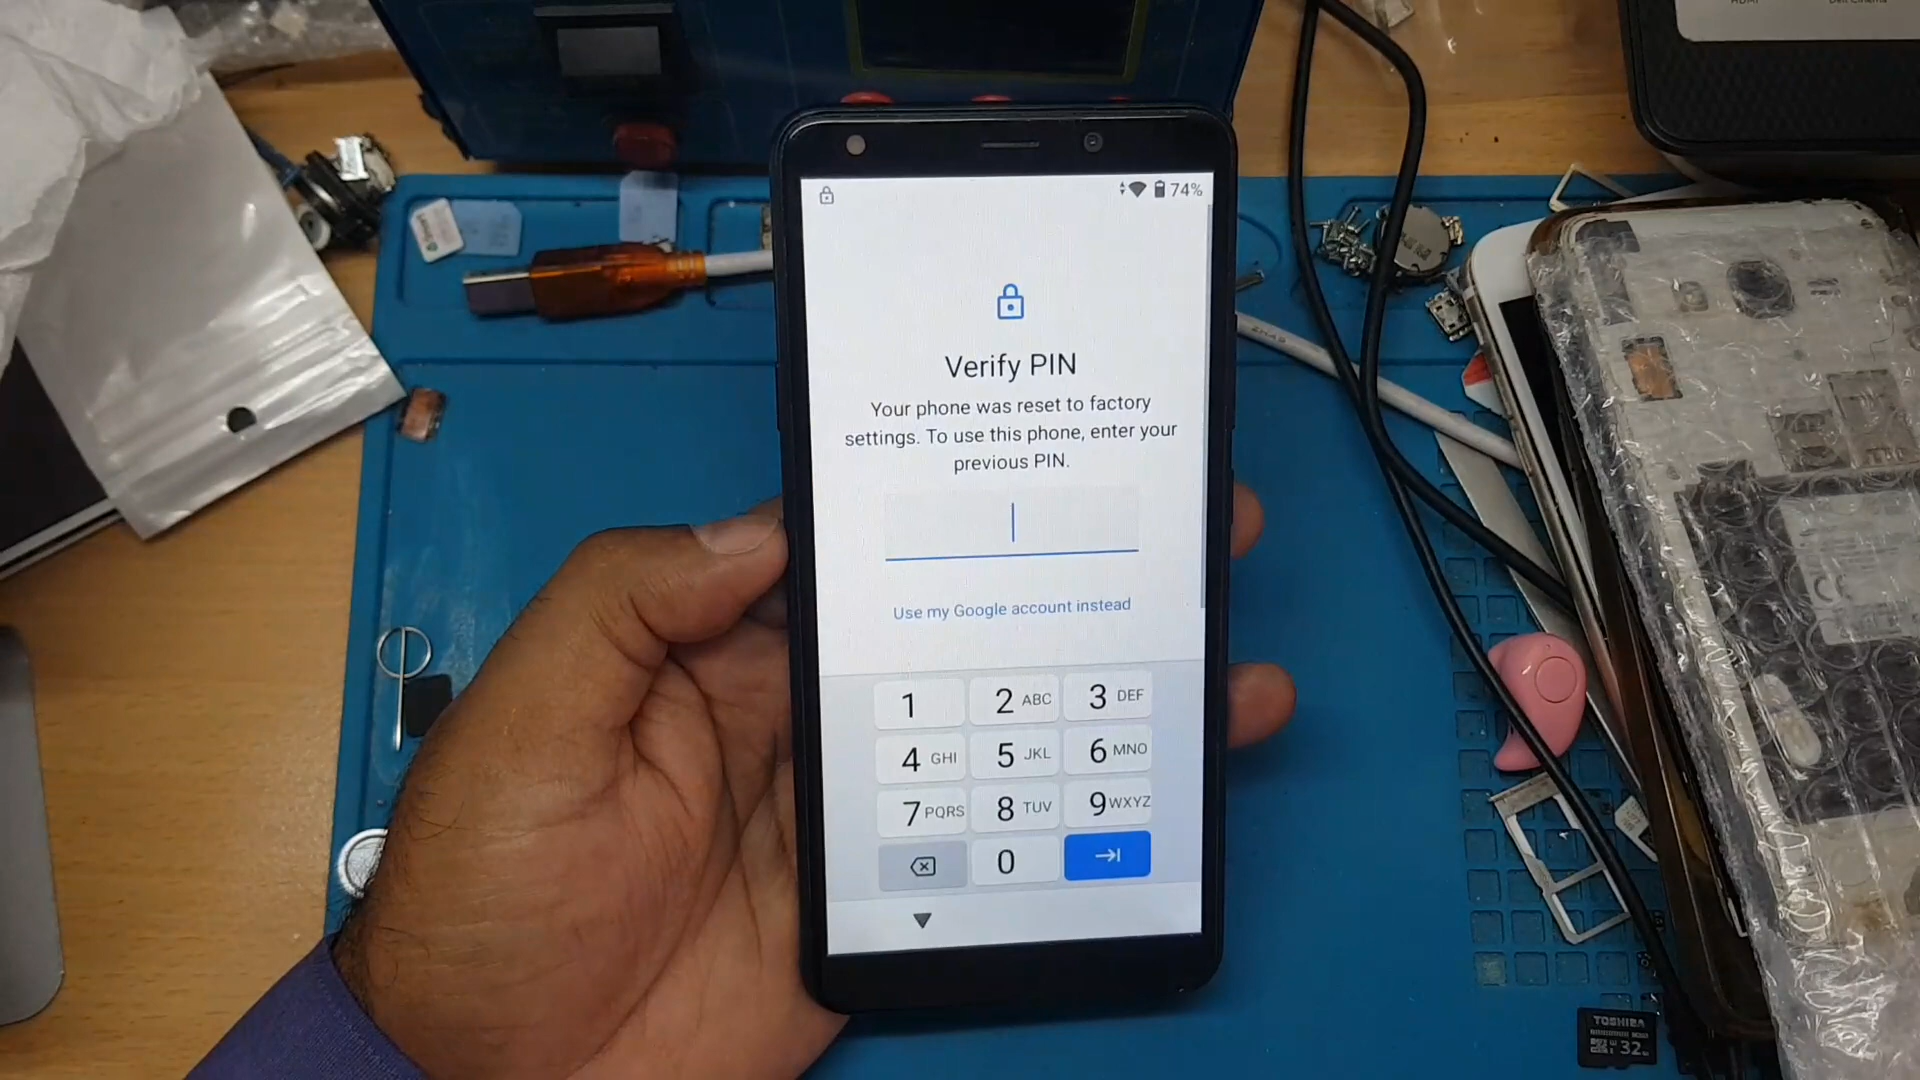 74%
Verify PIN
Your phone was reset to factory
settings. To use this phone, enter your
previous PIN.
Use my Google account instead
1
2 ABC
3 DEF
4 GHI
5 JKL
6 MNO
7 PQRS
8 TUV
9 WXYZ
0
TOSHIBA
32